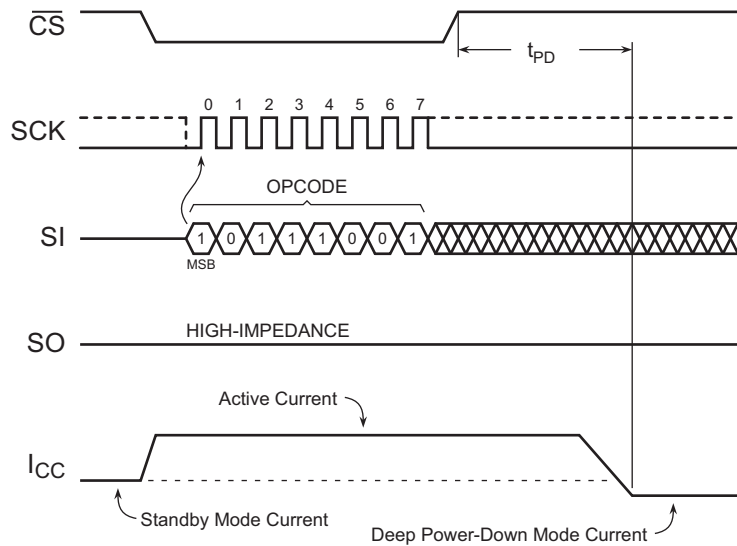 CS
tPD
0 1 2 3 4 5 6 7
SCK
OPCODE
SI
1 0 1 1 1 0 0 1
MSB
HIGH-IMPEDANCE
SO
Active Current
ICC
Standby Mode Current
Deep Power-Down Mode Current